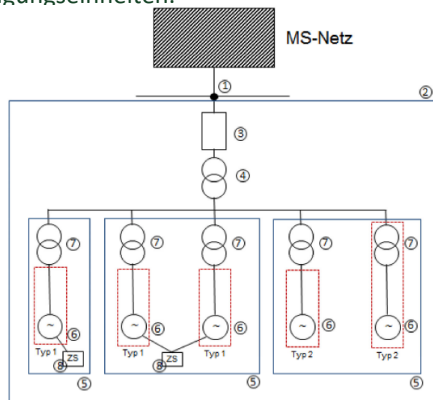 gungseinheiten.
MS-Netz
①
②
③
④
⑦ ⑦ ⑦ ⑦ ⑦
~ ⑥ ~ ⑥ ~ ⑥ ~ ⑥ ~ ⑥
Typ 1 Typ 1 Typ 1 Typ 2 Typ 2
ZS ZS
⑧ ⑧
⑤ ⑤ ⑤